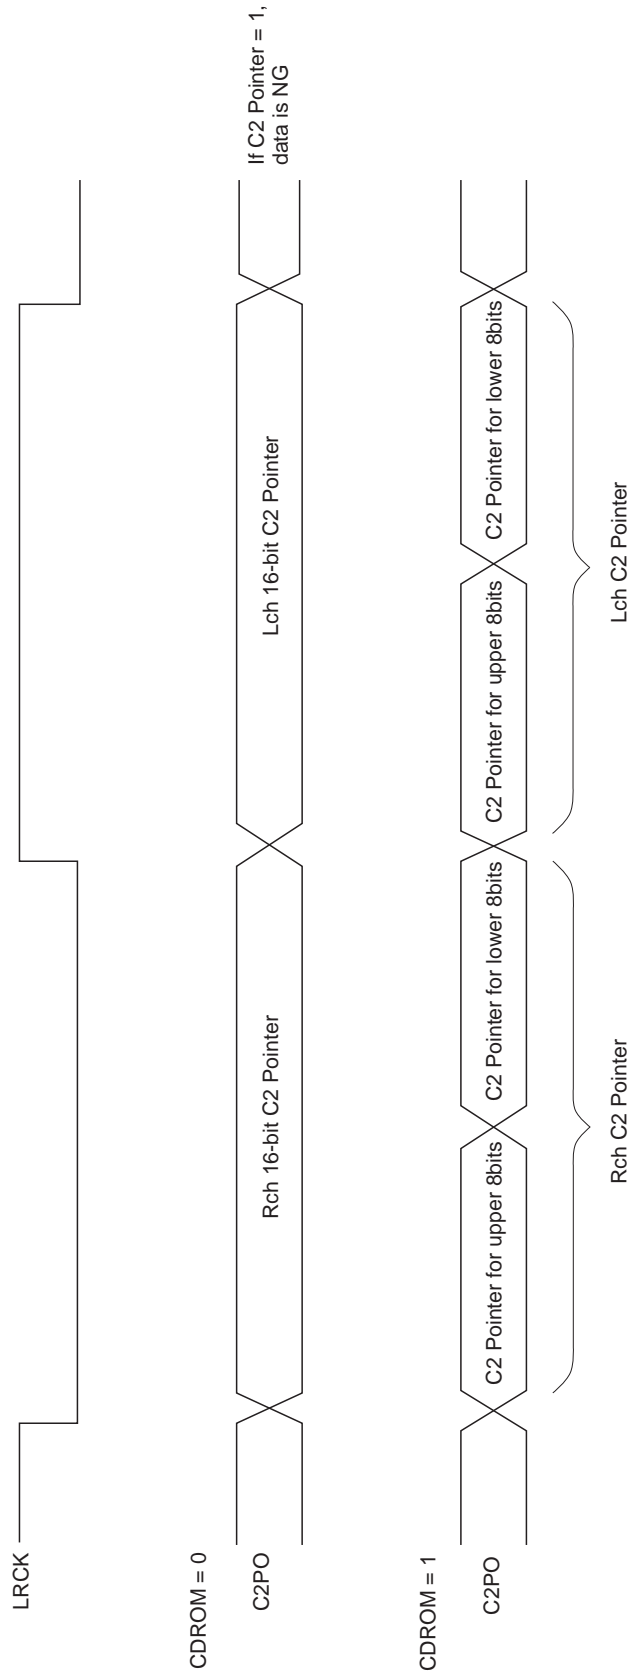 LRCK
CDROM = 0
C2PO
Rch 16-bit C2 Pointer
Lch 16-bit C2 Pointer
If C2 Pointer = 1,
data is NG
CDROM = 1
C2PO
C2 Pointer for upper 8bits
C2 Pointer for lower 8bits
C2 Pointer for upper 8bits
C2 Pointer for lower 8bits
Rch C2 Pointer
Lch C2 Pointer